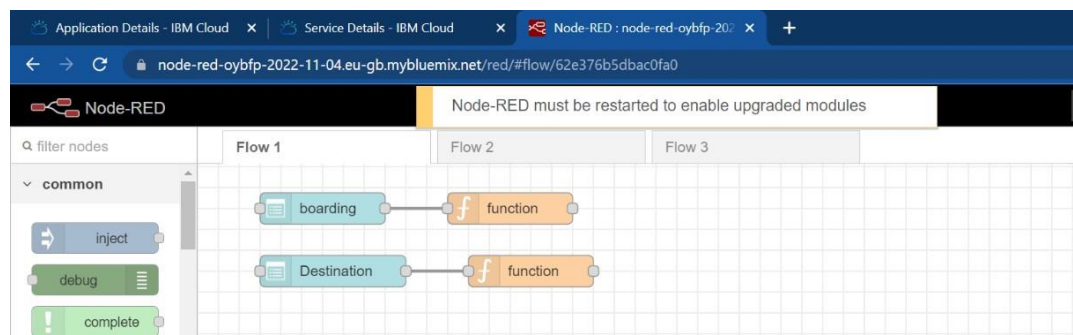 Application Details - IBM Cloud
Service Details - IBM Cloud
Node-RED : node-red-oybfp-202
node-red-oybfp-2022-11-04.eu-gb.mybluemix.net/red/#flow/62e376b5dbac0fa0
Node-RED
Node-RED must be restarted to enable upgraded modules
filter nodes
Flow 1
Flow 2
Flow 3
common
boarding
function
inject
Destination
function
debug
complete